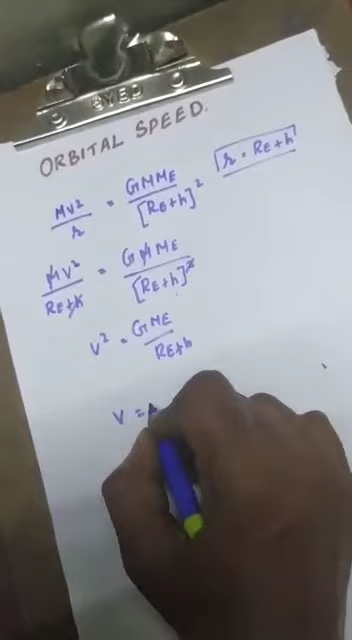 SYED
ORBITAL SPEED.
MV²/r = GMME/[RE+h]² r = RE+h
MV²/RE+h = GMME/[RE+h]²
V² = GME/RE+h
V =